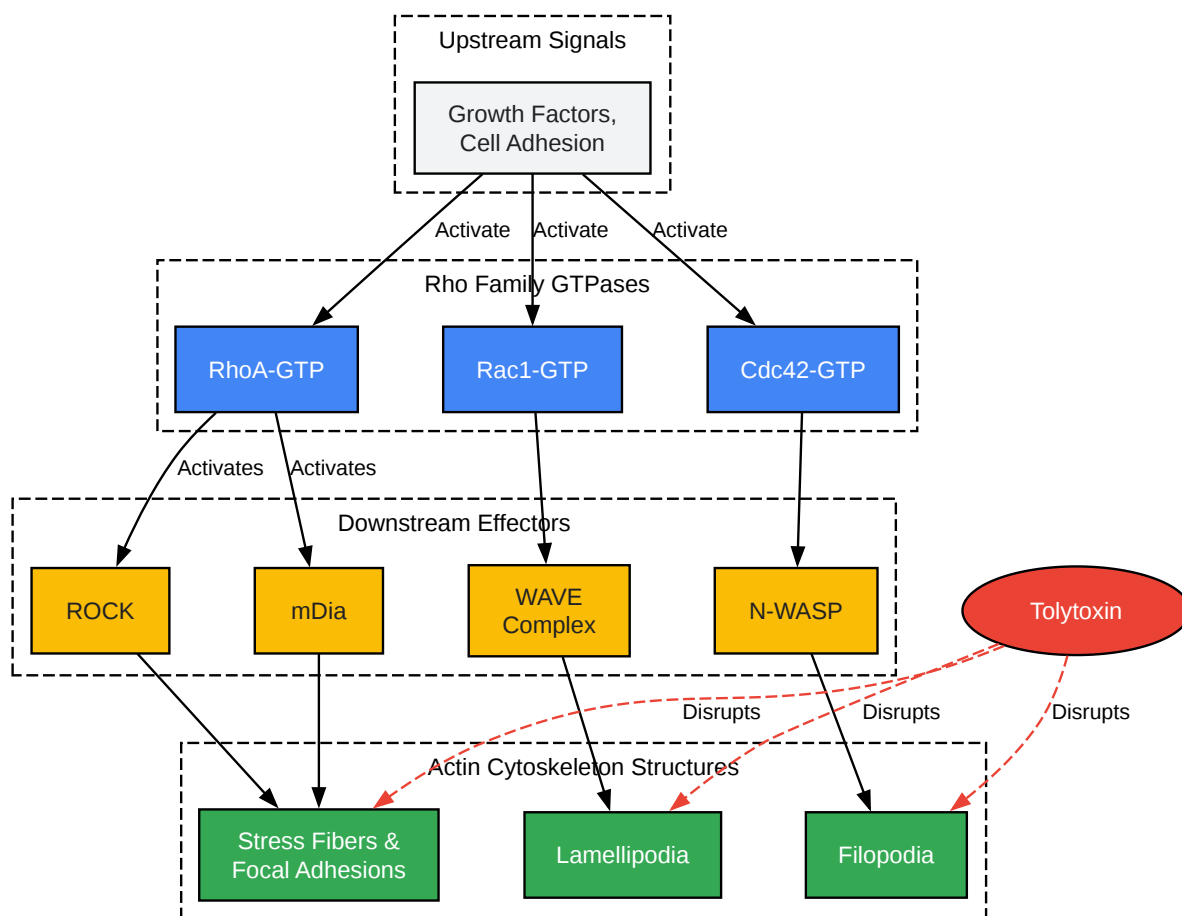 Upstream Signals
Growth Factors,
Cell Adhesion
Activate
Activate
Activate
Rho Family GTPases
RhoA-GTP
Rac1-GTP
Cdc42-GTP
Activates
Activates
Downstream Effectors
ROCK
mDia
WAVE
Complex
N-WASP
Tolytoxin
Disrupts
Disrupts
Disrupts
Actin Cytoskeleton Structures
Stress Fibers &
Focal Adhesions
Lamellipodia
Filopodia